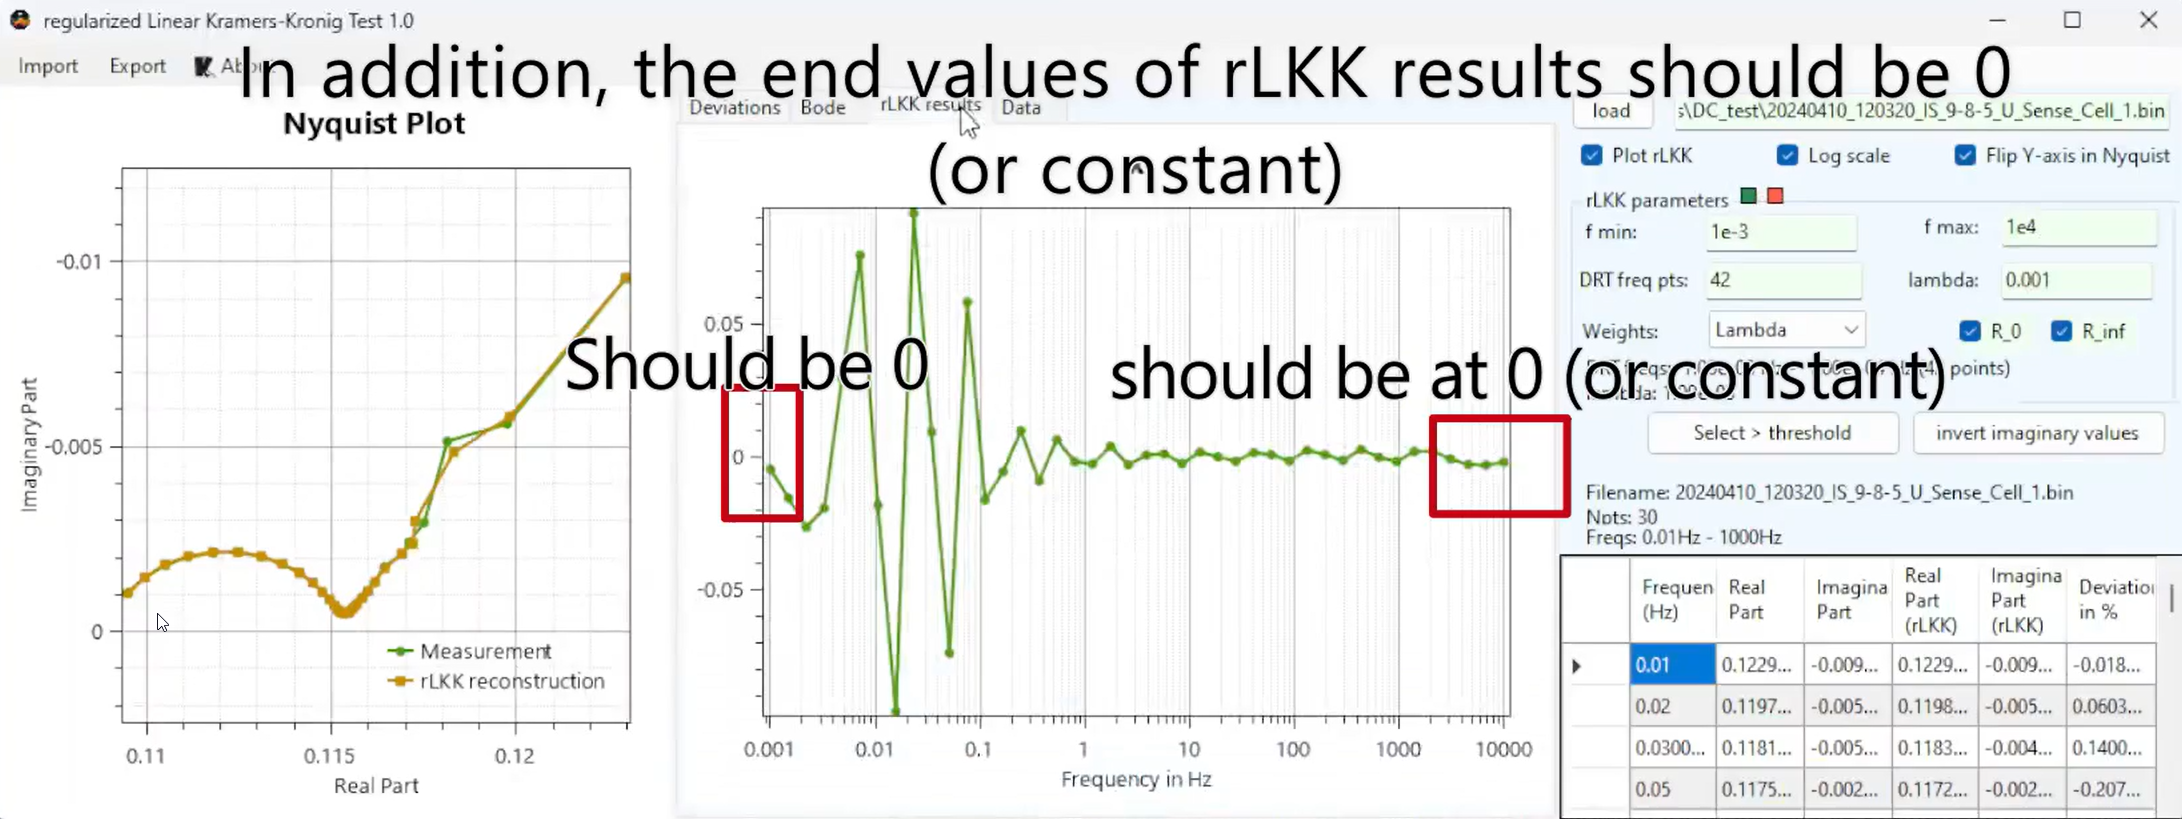 regularized Linear Kramers-Kronig Test 1.0
Import Export
In addition, the end values of rLKK results should be 0
(or constant)
Nyquist Plot
-0.01
-0.005
0
Imaginary Part
0.11 0.115 0.12
Real Part
Measurement
rLKK reconstruction
Deviations Bode rLKK results Data
Should be 0
should be at 0 (or constant)
0.05
0
-0.05
0.001 0.01 0.1 1 10 100 1000 10000
Frequency in Hz
load s\DC_test\20240410_120320_IS_9-8-5_U_Sense_Cell_1.bin
Plot rLKK Log scale Flip Y-axis in Nyquist
rLKK parameters
f min: 1e-3 f max: 1e4
DRT freq pts: 42 lambda: 0.001
Weights: Lambda R_0 R_inf
points)
Select > threshold invert imaginary values
Filename: 20240410_120320_IS_9-8-5_U_Sense_Cell_1.bin
Npts: 30
Freqs: 0.01Hz - 1000Hz
Frequen (Hz) Real Part Imagina Part Real Part (rLKK) Imagina Part (rLKK) Deviatio in %
0.01 0.1229... -0.009... 0.1229... -0.009... -0.018...
0.02 0.1197... -0.005... 0.1198... -0.005... 0.0603...
0.0300... 0.1181... -0.005... 0.1183... -0.004... 0.1400...
0.05 0.1175... -0.002... 0.1172... -0.002... -0.207...